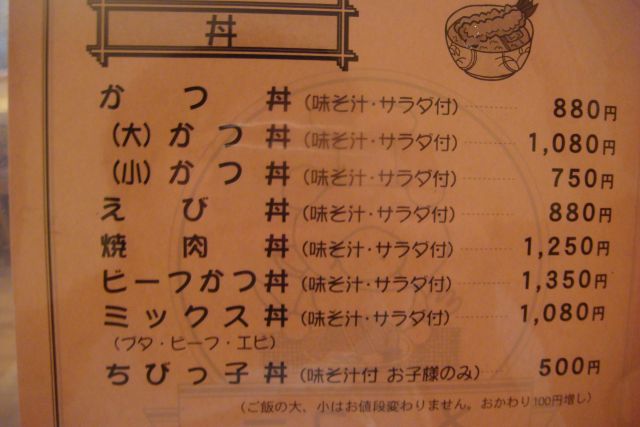 丼
かつ丼（味そ汁・サラダ付） 880円
（大）かつ丼（味そ汁・サラダ付） 1,080円
（小）かつ丼（味そ汁・サラダ付） 750円
えび丼（味そ汁・サラダ付） 880円
焼肉丼（味そ汁・サラダ付） 1,250円
ビーフかつ丼（味そ汁・サラダ付） 1,350円
ミックス丼（味そ汁・サラダ付） 1,080円
（ブタ・ビーフ・エビ）
ちびっ子丼（味そ汁付 お子様のみ） 500円
（ご飯の大、小はお値段変わりません。おかわり100円増し）